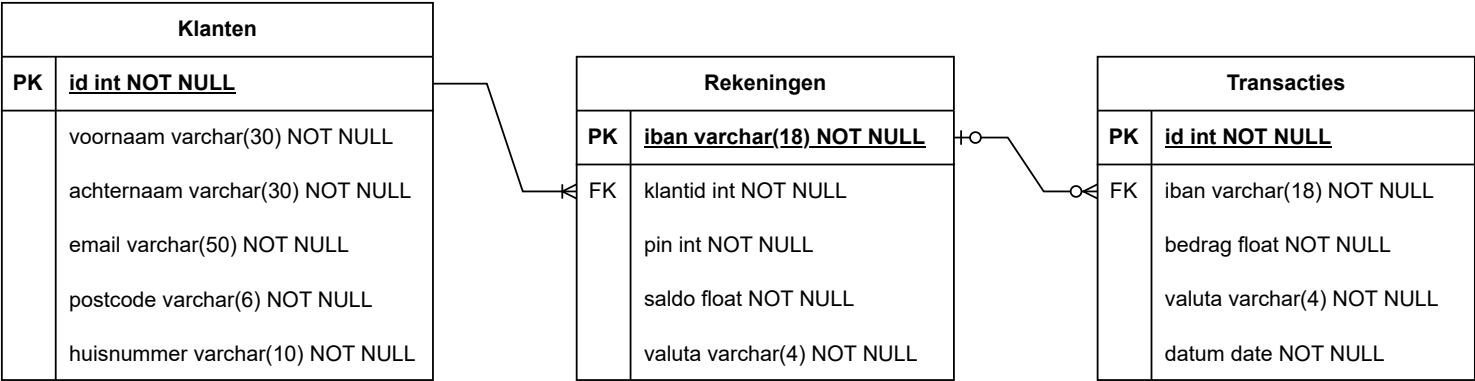 Klanten
PK id int NOT NULL
voornaam varchar(30) NOT NULL
achternaam varchar(30) NOT NULL
email varchar(50) NOT NULL
postcode varchar(6) NOT NULL
huisnummer varchar(10) NOT NULL
Rekeningen
PK iban varchar(18) NOT NULL
FK klantid int NOT NULL
pin int NOT NULL
saldo float NOT NULL
valuta varchar(4) NOT NULL
Transacties
PK id int NOT NULL
FK iban varchar(18) NOT NULL
bedrag float NOT NULL
valuta varchar(4) NOT NULL
datum date NOT NULL